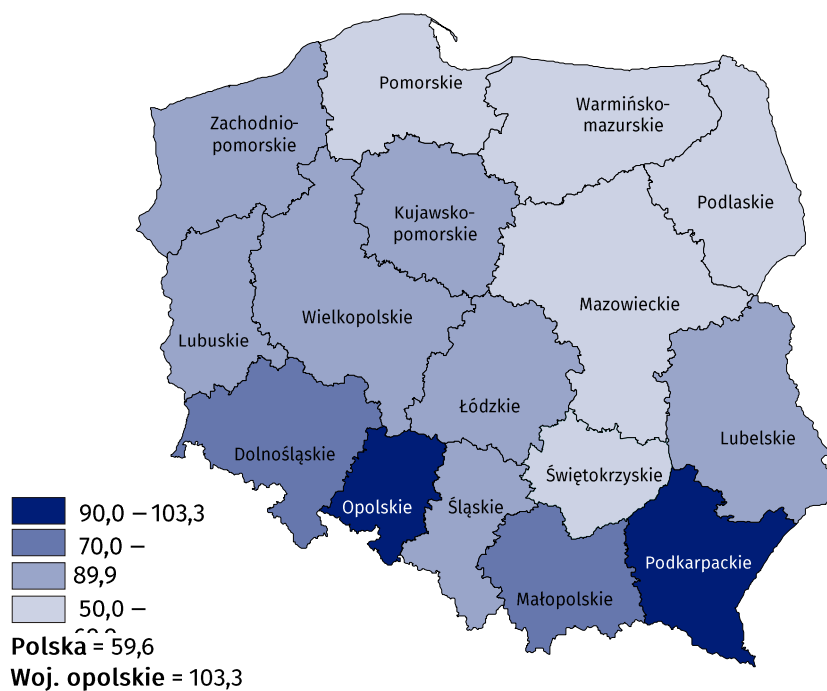 Pomorskie
Warmińsko-
mazurskie
Zachodnio-
pomorskie
Podlaskie
Kujawsko-
pomorskie
Mazowieckie
Wielkopolskie
Lubuskie
Łódzkie
Lubelskie
Dolnośląskie
Świętokrzyskie
Opolskie
Śląskie
Podkarpackie
Małopolskie
90,0 – 103,3
70,0 –
89,9
50,0 –
Polska = 59,6
Woj. opolskie = 103,3